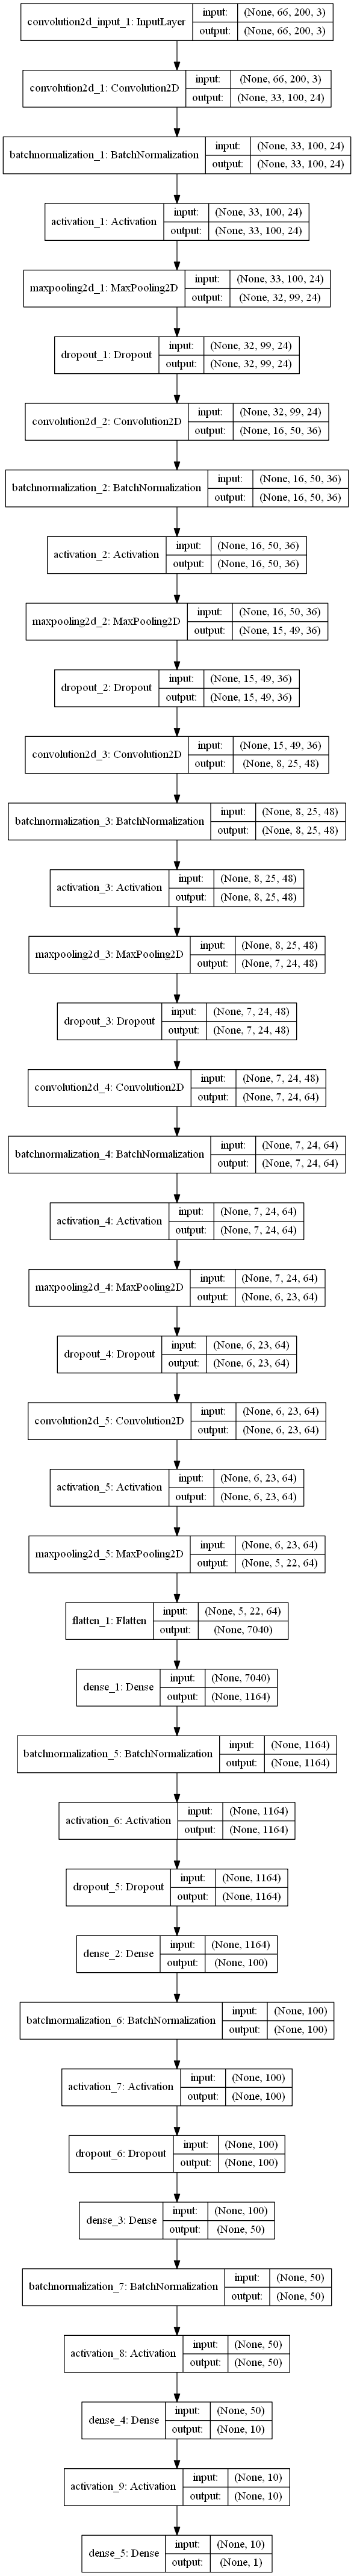 convolution2d_input_1: InputLayer
input: (None, 66, 200, 3)
output: (None, 66, 200, 3)
convolution2d_1: Convolution2D
input: (None, 66, 200, 3)
output: (None, 33, 100, 24)
batchnormalization_1: BatchNormalization
input: (None, 33, 100, 24)
output: (None, 33, 100, 24)
activation_1: Activation
input: (None, 33, 100, 24)
output: (None, 33, 100, 24)
maxpooling2d_1: MaxPooling2D
input: (None, 33, 100, 24)
output: (None, 32, 99, 24)
dropout_1: Dropout
input: (None, 32, 99, 24)
output: (None, 32, 99, 24)
convolution2d_2: Convolution2D
input: (None, 32, 99, 24)
output: (None, 16, 50, 36)
batchnormalization_2: BatchNormalization
input: (None, 16, 50, 36)
output: (None, 16, 50, 36)
activation_2: Activation
input: (None, 16, 50, 36)
output: (None, 16, 50, 36)
maxpooling2d_2: MaxPooling2D
input: (None, 16, 50, 36)
output: (None, 15, 49, 36)
dropout_2: Dropout
input: (None, 15, 49, 36)
output: (None, 15, 49, 36)
convolution2d_3: Convolution2D
input: (None, 15, 49, 36)
output: (None, 8, 25, 48)
batchnormalization_3: BatchNormalization
input: (None, 8, 25, 48)
output: (None, 8, 25, 48)
activation_3: Activation
input: (None, 8, 25, 48)
output: (None, 8, 25, 48)
maxpooling2d_3: MaxPooling2D
input: (None, 8, 25, 48)
output: (None, 7, 24, 48)
dropout_3: Dropout
input: (None, 7, 24, 48)
output: (None, 7, 24, 48)
convolution2d_4: Convolution2D
input: (None, 7, 24, 48)
output: (None, 7, 24, 64)
batchnormalization_4: BatchNormalization
input: (None, 7, 24, 64)
output: (None, 7, 24, 64)
activation_4: Activation
input: (None, 7, 24, 64)
output: (None, 7, 24, 64)
maxpooling2d_4: MaxPooling2D
input: (None, 7, 24, 64)
output: (None, 6, 23, 64)
dropout_4: Dropout
input: (None, 6, 23, 64)
output: (None, 6, 23, 64)
convolution2d_5: Convolution2D
input: (None, 6, 23, 64)
output: (None, 6, 23, 64)
activation_5: Activation
input: (None, 6, 23, 64)
output: (None, 6, 23, 64)
maxpooling2d_5: MaxPooling2D
input: (None, 6, 23, 64)
output: (None, 5, 22, 64)
flatten_1: Flatten
input: (None, 5, 22, 64)
output: (None, 7040)
dense_1: Dense
input: (None, 7040)
output: (None, 1164)
batchnormalization_5: BatchNormalization
input: (None, 1164)
output: (None, 1164)
activation_6: Activation
input: (None, 1164)
output: (None, 1164)
dropout_5: Dropout
input: (None, 1164)
output: (None, 1164)
dense_2: Dense
input: (None, 1164)
output: (None, 100)
batchnormalization_6: BatchNormalization
input: (None, 100)
output: (None, 100)
activation_7: Activation
input: (None, 100)
output: (None, 100)
dropout_6: Dropout
input: (None, 100)
output: (None, 100)
dense_3: Dense
input: (None, 100)
output: (None, 50)
batchnormalization_7: BatchNormalization
input: (None, 50)
output: (None, 50)
activation_8: Activation
input: (None, 50)
output: (None, 50)
dense_4: Dense
input: (None, 50)
output: (None, 10)
activation_9: Activation
input: (None, 10)
output: (None, 10)
dense_5: Dense
input: (None, 10)
output: (None, 1)